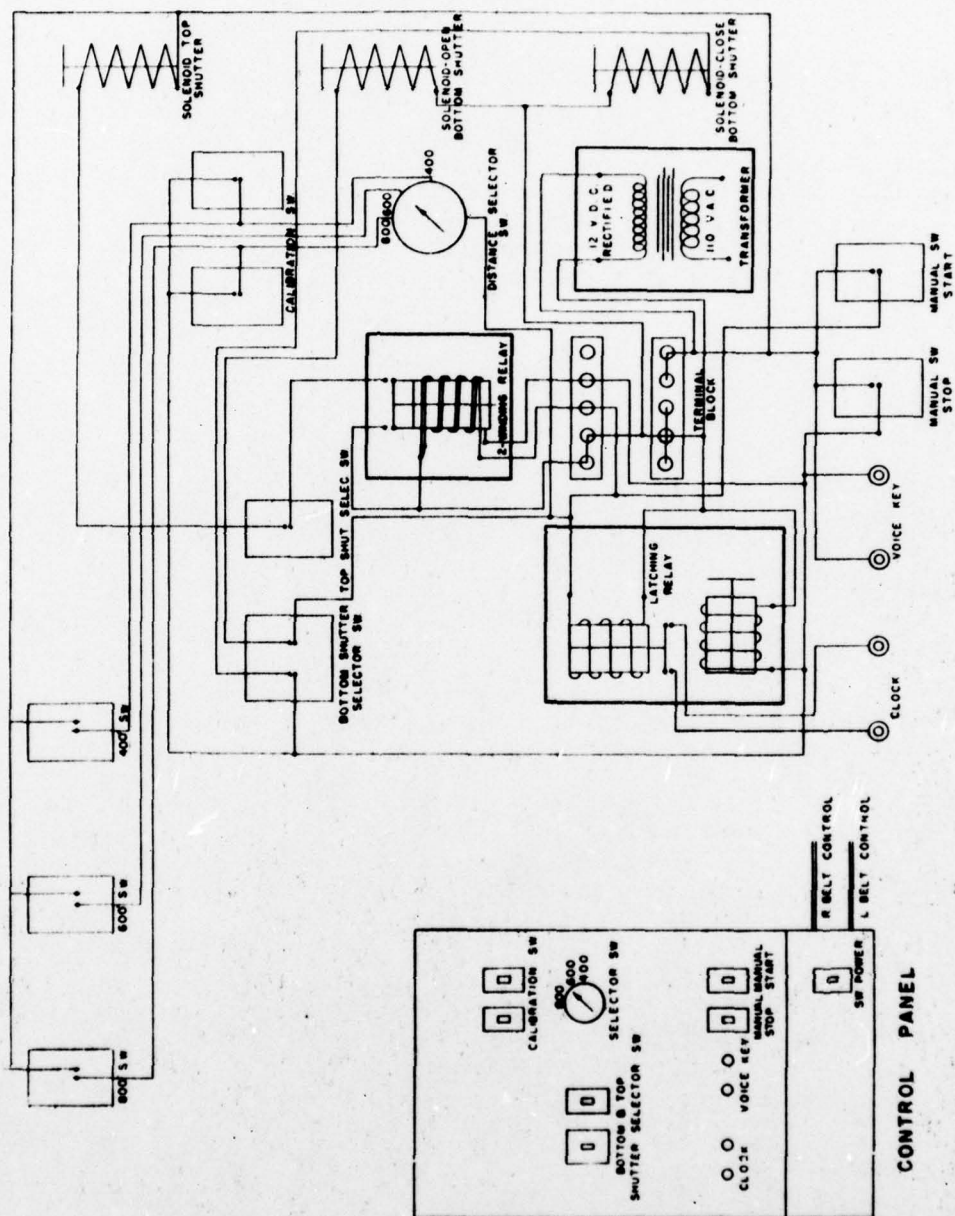 SOLENOID TOP
SHUTTER
SOLENOID-OPEN
BOTTOM SHUTTER
SOLENOID-CLOSE
BOTTOM SHUTTER
CALIBRATION SW.
800
600
400
DISTANCE SELECTOR
SW.
12 V D.C.
RECTIFIED
110 VAC
TRANSFORMER
2-WINDING RELAY
TERMINAL
BLOCK
MANUAL SW
START
MANUAL SW
STOP
TOP SHUT SELEC SW
BOTTOM SHUTTER
SELECTOR SW
LATCHING
RELAY
VOICE KEY
CLOCK
400 SW
600 SW
800 SW
CALIBRATION SW
800
600
400
SELECTOR SW
BOTTOM & TOP
SHUTTER SELECTOR SW
MANUAL
STOP
MANUAL
START
VOICE KEY
CLOCK
SW POWER
R BELT CONTROL
L BELT CONTROL
CONTROL PANEL